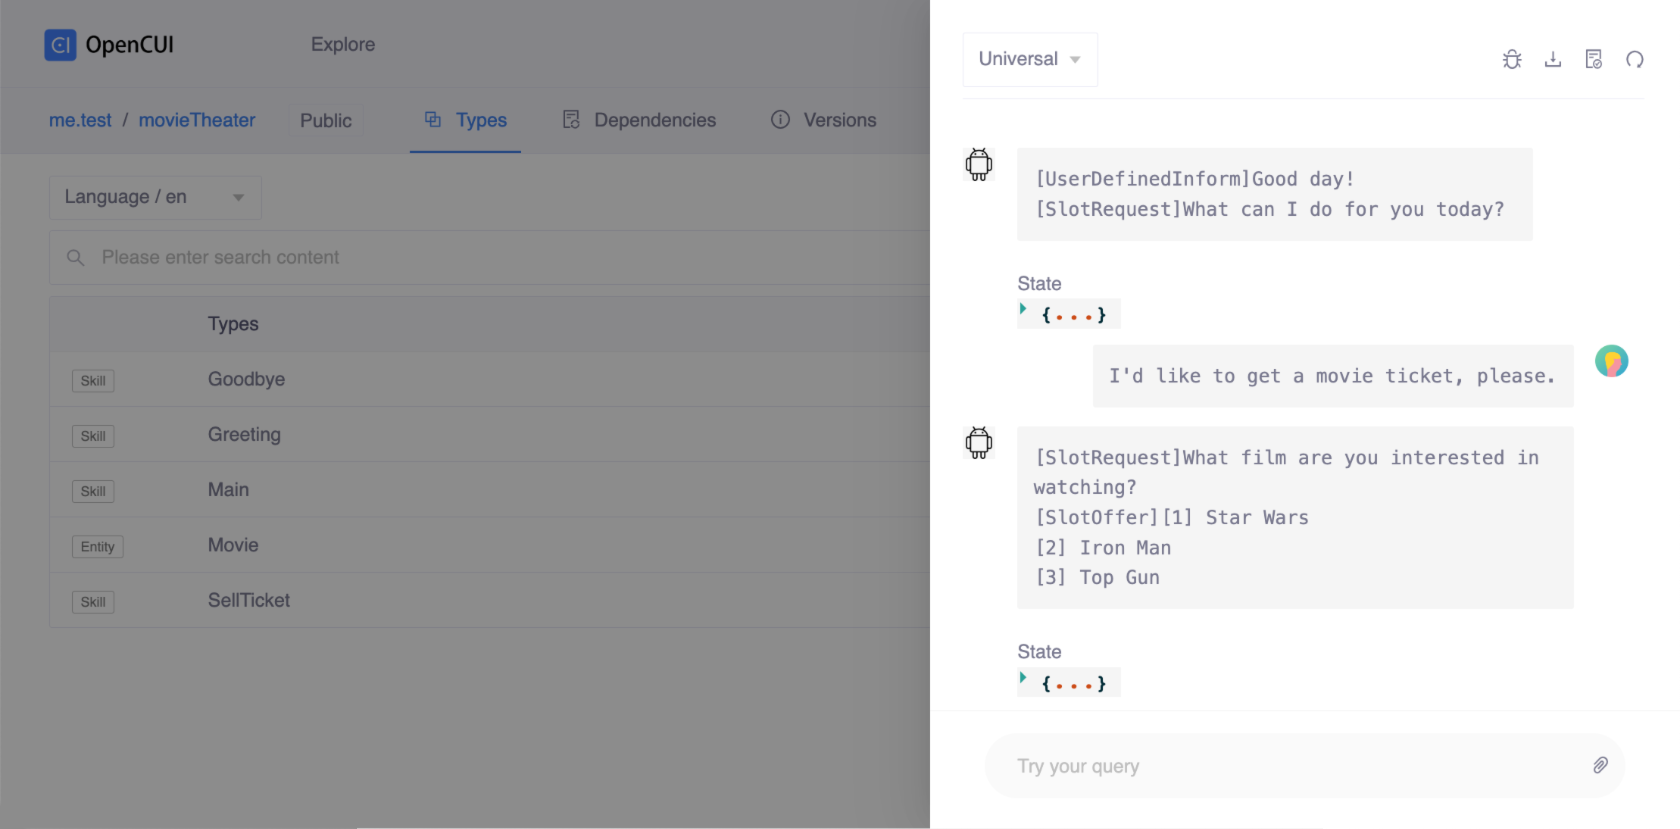 OpenCUI
Explore
me.test / movieTheater
Public
Types
Dependencies
Versions
Language / en
Please enter search content
Types
Skill Goodbye
Skill Greeting
Skill Main
Entity Movie
Skill SellTicket
Universal
[UserDefinedInform]Good day!
[SlotRequest]What can I do for you today?
State
{...}
I'd like to get a movie ticket, please.
[SlotRequest]What film are you interested in
watching?
[SlotOffer][1] Star Wars
[2] Iron Man
[3] Top Gun
State
{...}
Try your query